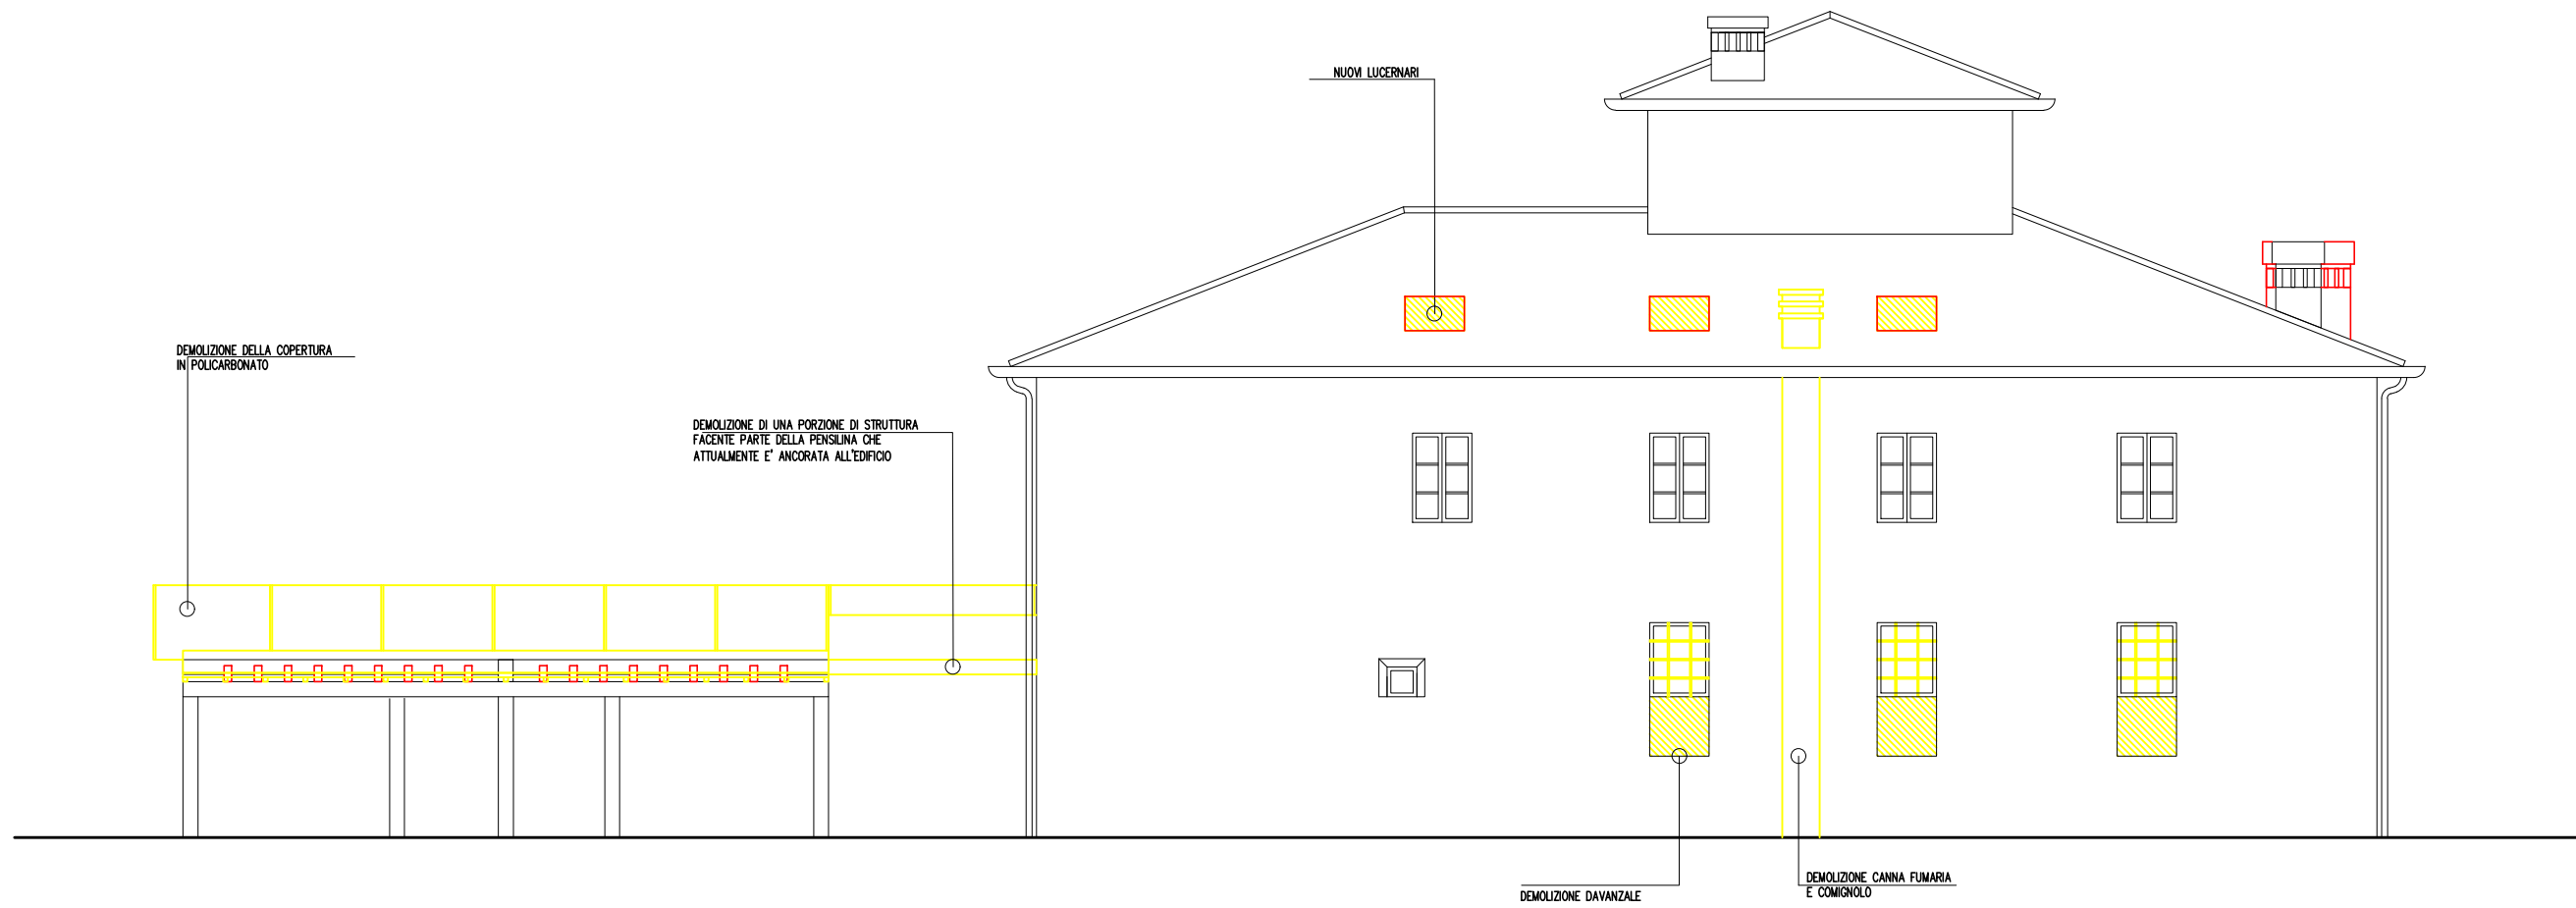 NUOVI LUCERNARI
DEMOLIZIONE DELLA COPERTURA
IN POLICARBONATO
DEMOLIZIONE DI UNA PORZIONE DI STRUTTURA
FACENTE PARTE DELLA PENSILINA CHE
ATTUALMENTE E' ANCORATA ALL'EDIFICIO
DEMOLIZIONE DAVANZALE
DEMOLIZIONE CANNA FUMARIA
E COMIGNOLO